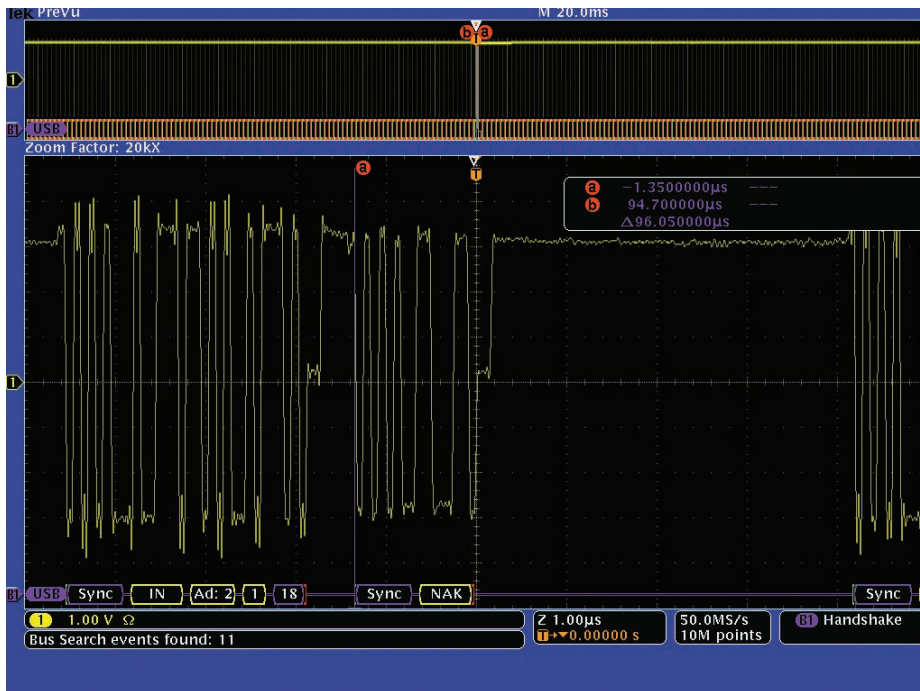 Tek PreVu M 20.0ms
b a
T
1
B1 USB
Zoom Factor: 20kX
a
T
a -1.3500000µs ---
b 94.700000µs ---
Δ96.050000µs
1
B1 USB Sync IN Ad: 2 1 18 Sync NAK Sync
1 1.00 V Ω
Z 1.00µs
T→▼0.00000 s
50.0MS/s
10M points
B1 Handshake
Bus Search events found: 11